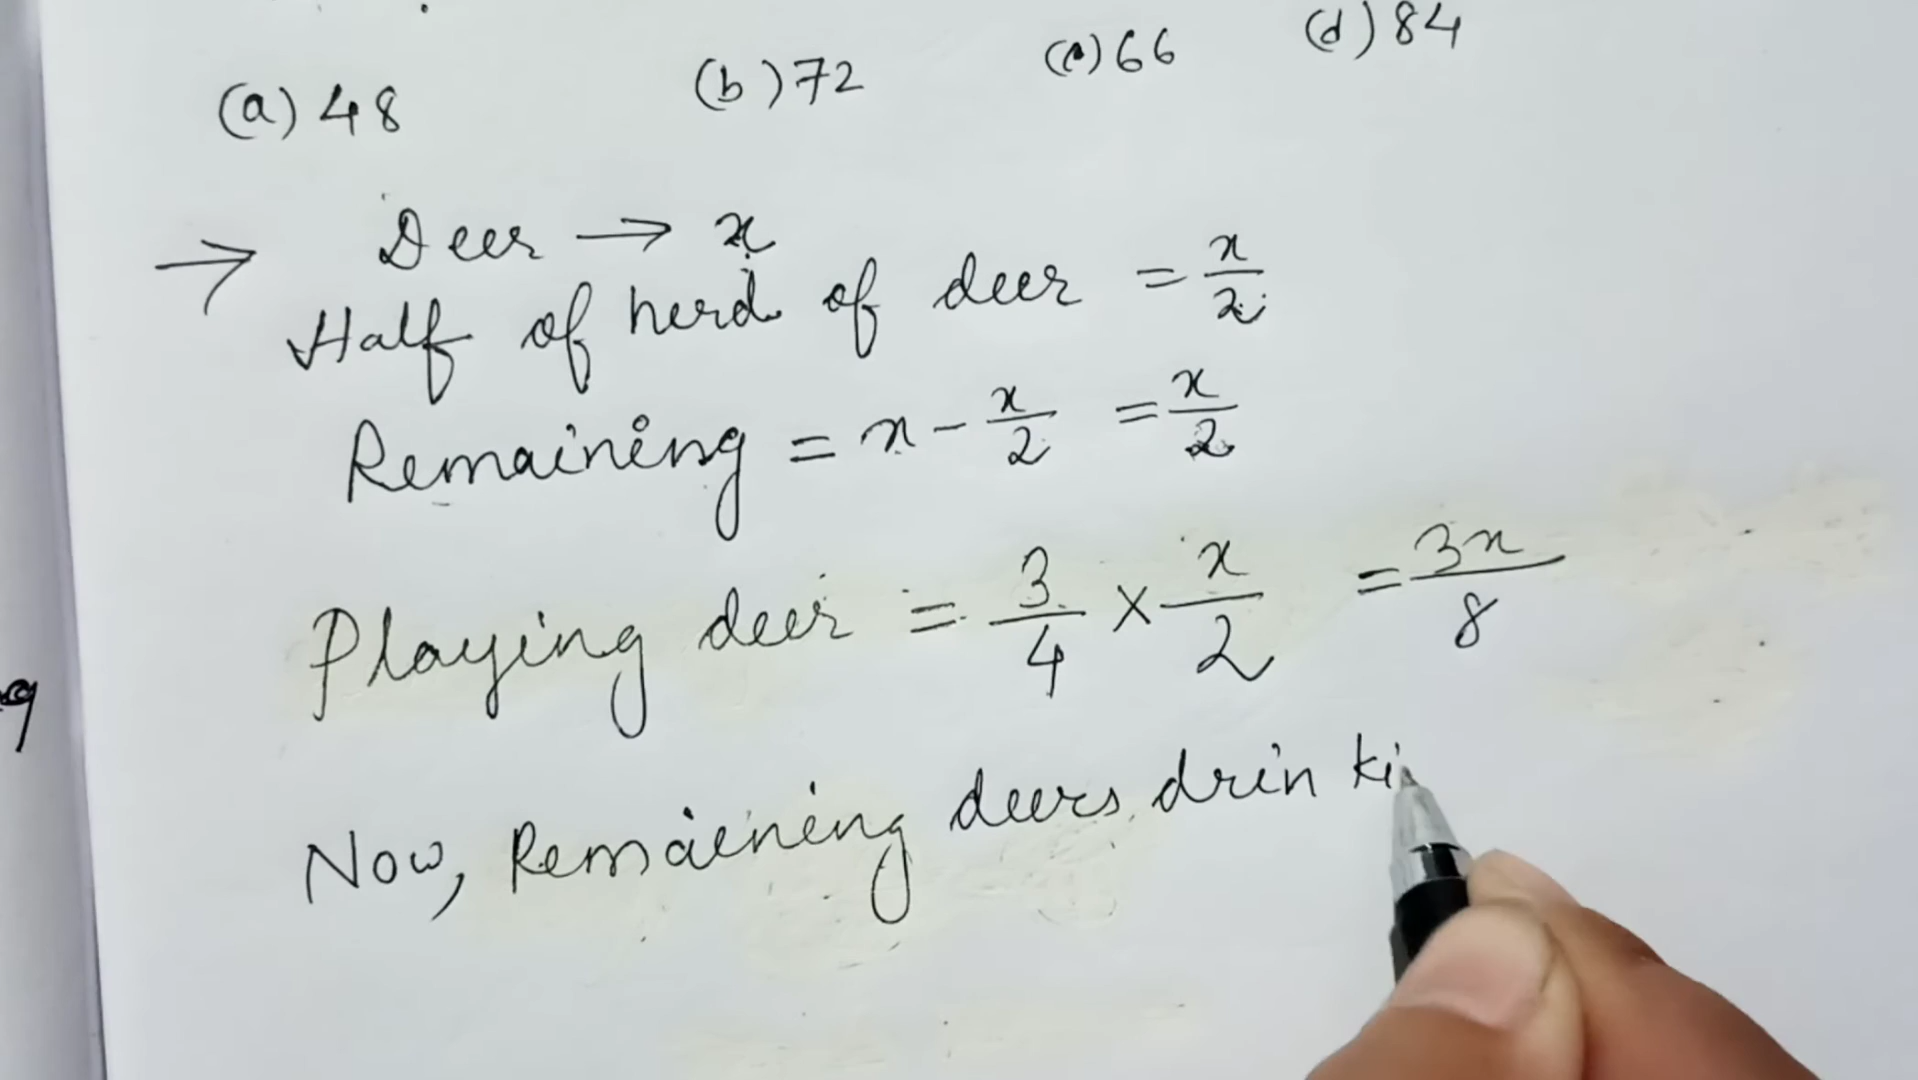 (a) 48 (b) 72 (c) 66 (d) 84
→ Deer → x
Half of herd of deer = x/2
Remaining = x - x/2 = x/2
Playing deer = 3/4 × x/2 = 3x/8
Now, Remaining deers drinki